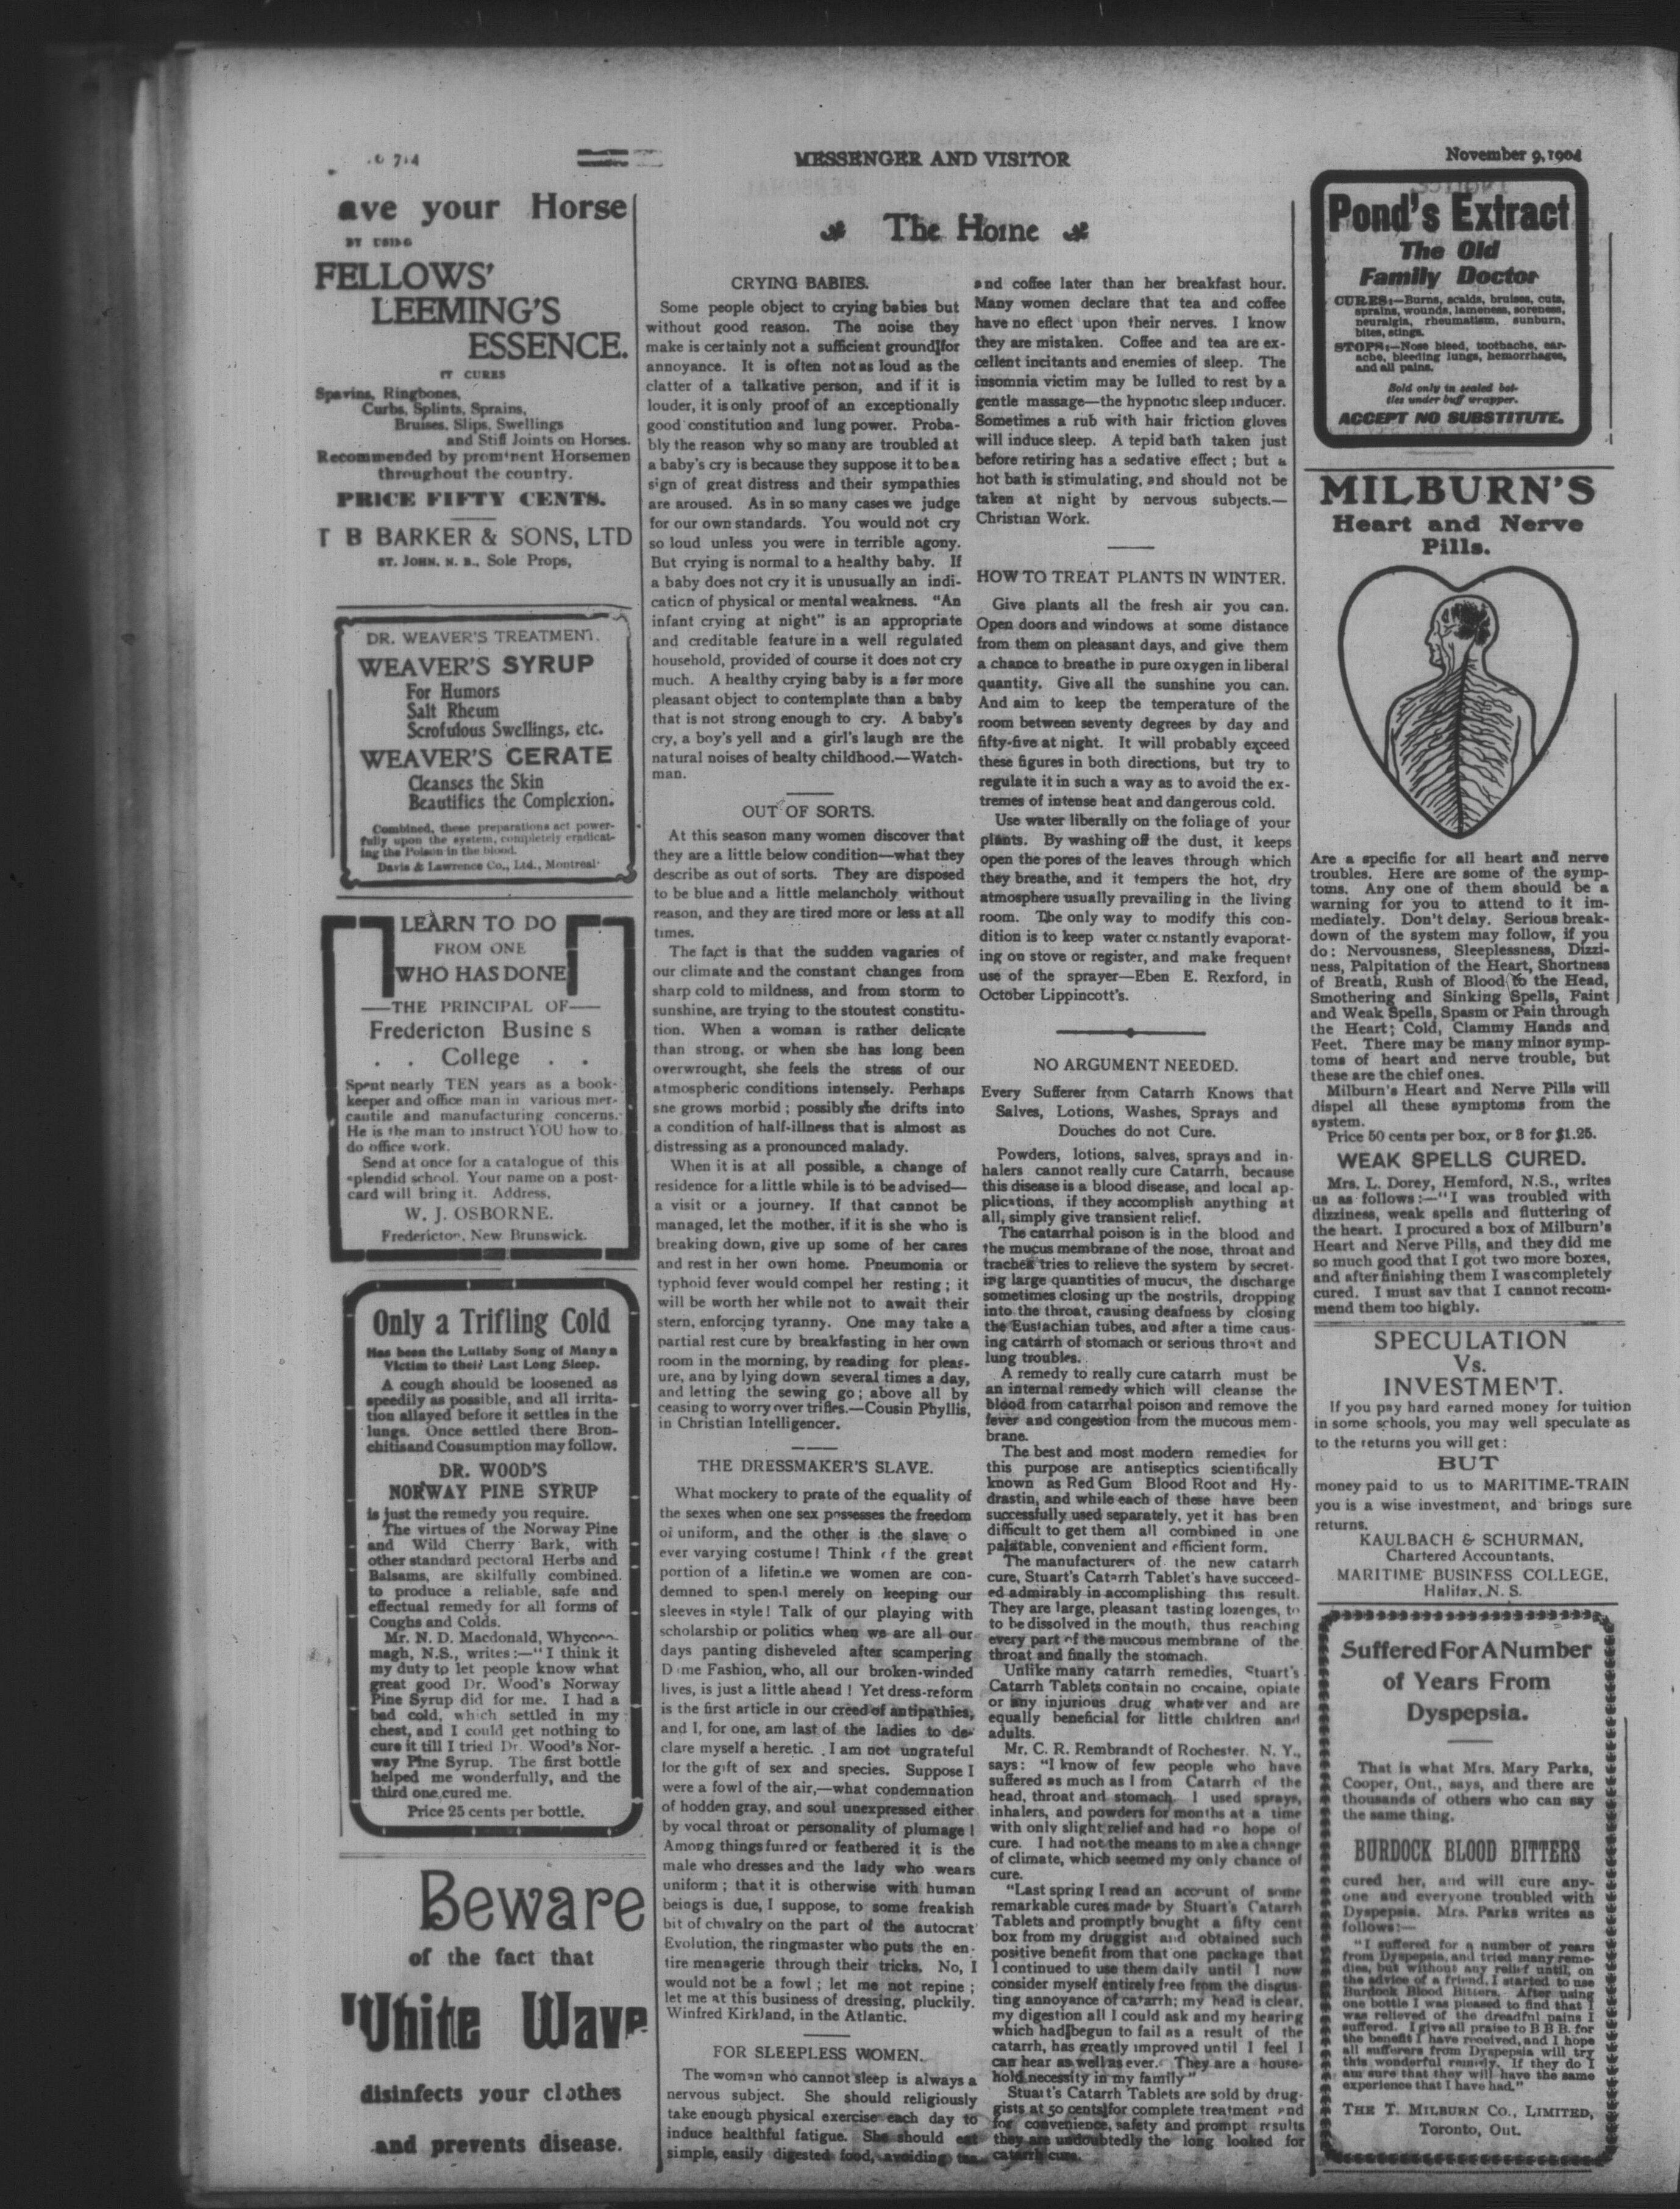 6 714
MESSENGER AND VISITOR
November 9, 1904
ave your Horse
BY USING
FELLOWS'
LEEMING'S
ESSENCE.
IT CURES
Spavins, Ringbones,
Curbs, Splints, Sprains,
Bruises, Slips, Swellings
and Stiff Joints on Horses.
Recommended by prominent Horsemen
throughout the country.
PRICE FIFTY CENTS.
T B BARKER & SONS, LTD
ST. JOHN. N. B., Sole Props,
DR. WEAVER'S TREATMENT.
WEAVER'S SYRUP
For Humors
Salt Rheum
Scrofulous Swellings, etc.
WEAVER'S CERATE
Cleanses the Skin
Beautifies the Complexion.
Combined, these preparations act power-
fully upon the system, completely eradicat-
ing the Poison in the blood.
Davis & Lawrence Co., Ltd., Montreal
LEARN TO DO
FROM ONE
WHO HAS DONE
—THE PRINCIPAL OF—
Fredericton Busine s
. . College . .
Spent nearly TEN years as a book-
keeper and office man in various mer-
cantile and manufacturing concerns.
He is the man to instruct YOU how to
do office work.
Send at once for a catalogue of this
splendid school. Your name on a post-
card will bring it. Address,
W. J. OSBORNE.
Fredericton, New Brunswick.
Only a Trifling Cold
Has been the Lullaby Song of Many a
Victim to their Last Long Sleep.
A cough should be loosened as
speedily as possible, and all irrita-
tion allayed before it settles in the
lungs. Once settled there Bron-
chitis and Consumption may follow.
DR. WOOD'S
NORWAY PINE SYRUP
is just the remedy you require.
The virtues of the Norway Pine
and Wild Cherry Bark, with
other standard pectoral Herbs and
Balsams, are skilfully combined
to produce a reliable, safe and
effectual remedy for all forms of
Coughs and Colds.
Mr. N. D. Macdonald, Whycoco-
magh, N.S., writes:—"I think it
my duty to let people know what
great good Dr. Wood's Norway
Pine Syrup did for me. I had a
bad cold, which settled in my
chest, and I could get nothing to
cure it till I tried Dr. Wood's Nor-
way Pine Syrup. The first bottle
helped me wonderfully, and the
third one cured me.
Price 25 cents per bottle.
Beware
of the fact that
White Wave
disinfects your clothes
and prevents disease.
The Home
CRYING BABIES.
Some people object to crying babies but
without good reason. The noise they
make is certainly not a sufficient ground for
annoyance. It is often not as loud as the
clatter of a talkative person, and if it is
louder, it is only proof of an exceptionally
good constitution and lung power. Proba-
bly the reason why so many are troubled at
a baby's cry is because they suppose it to be a
sign of great distress and their sympathies
are aroused. As in so many cases we judge
for our own standards. You would not cry
so loud unless you were in terrible agony.
But crying is normal to a healthy baby. If
a baby does not cry it is unusually an indi-
cation of physical or mental weakness. "An
infant crying at night" is an appropriate
and creditable feature in a well regulated
household, provided of course it does not cry
much. A healthy crying baby is a far more
pleasant object to contemplate than a baby
that is not strong enough to cry. A baby's
cry, a boy's yell and a girl's laugh are the
natural noises of healty childhood.—Watch-
man.
OUT OF SORTS.
At this season many women discover that
they are a little below condition—what they
describe as out of sorts. They are disposed
to be blue and a little melancholy without
reason, and they are tired more or less at all
times.
The fact is that the sudden vagaries of
our climate and the constant changes from
sharp cold to mildness, and from storm to
sunshine, are trying to the stoutest constitu-
tion. When a woman is rather delicate
than strong, or when she has long been
overwrought, she feels the stress of our
atmospheric conditions intensely. Perhaps
she grows morbid; possibly she drifts into
a condition of half-illness that is almost as
distressing as a pronounced malady.
When it is at all possible, a change of
residence for a little while is to be advised—
a visit or a journey. If that cannot be
managed, let the mother, if it is she who is
breaking down, give up some of her cares
and rest in her own home. Pneumonia or
typhoid fever would compel her resting; it
will be worth her while not to await their
stern, enforcing tyranny. One may take a
partial rest cure by breakfasting in her own
room in the morning, by reading for pleas-
ure, and by lying down several times a day,
and letting the sewing go; above all by
ceasing to worry over trifles.—Cousin Phyllis,
in Christian Intelligencer.
THE DRESSMAKER'S SLAVE.
What mockery to prate of the equality of
the sexes when one sex possesses the freedom
of uniform, and the other is the slave o
ever varying costume! Think of the great
portion of a lifetime we women are con-
demned to spend merely on keeping our
sleeves in style! Talk of our playing with
scholarship or politics when we are all our
days panting disheveled after scampering
Dame Fashion, who, all our broken-winded
lives, is just a little ahead! Yet dress-reform
is the first article in our creed of antipathies,
and I, for one, am last of the ladies to de-
clare myself a heretic. I am not ungrateful
for the gift of sex and species. Suppose I
were a fowl of the air,—what condemnation
of hodden gray, and soul unexpressed either
by vocal throat or personality of plumage!
Among things furred or feathered it is the
male who dresses and the lady who wears
uniform; that it is otherwise with human
beings is due, I suppose, to some freakish
bit of chivalry on the part of the autocrat
Evolution, the ringmaster who puts the en-
tire menagerie through their tricks. No, I
would not be a fowl; let me not repine;
let me at this business of dressing, pluckily.
Winfred Kirkland, in the Atlantic.
FOR SLEEPLESS WOMEN.
The woman who cannot sleep is always a
nervous subject. She should religiously
take enough physical exercise each day to
induce healthful fatigue. She should eat
simple, easily digested food, avoiding tea
and coffee later than her breakfast hour.
Many women declare that tea and coffee
have no effect upon their nerves. I know
they are mistaken. Coffee and tea are ex-
cellent incitants and enemies of sleep. The
insomnia victim may be lulled to rest by a
gentle massage—the hypnotic sleep inducer.
Sometimes a rub with hair friction gloves
will induce sleep. A tepid bath taken just
before retiring has a sedative effect; but a
hot bath is stimulating, and should not be
taken at night by nervous subjects.—
Christian Work.
HOW TO TREAT PLANTS IN WINTER.
Give plants all the fresh air you can.
Open doors and windows at some distance
from them on pleasant days, and give them
a chance to breathe in pure oxygen in liberal
quantity. Give all the sunshine you can.
And aim to keep the temperature of the
room between seventy degrees by day and
fifty-five at night. It will probably exceed
these figures in both directions, but try to
regulate it in such a way as to avoid the ex-
tremes of intense heat and dangerous cold.
Use water liberally on the foliage of your
plants. By washing off the dust, it keeps
open the pores of the leaves through which
they breathe, and it tempers the hot, dry
atmosphere usually prevailing in the living
room. The only way to modify this con-
dition is to keep water constantly evaporat-
ing on stove or register, and make frequent
use of the sprayer—Eben E. Rexford, in
October Lippincott's.
NO ARGUMENT NEEDED.
Every Sufferer from Catarrh Knows that
Salves, Lotions, Washes, Sprays and
Douches do not Cure.
Powders, lotions, salves, sprays and in-
halers cannot really cure Catarrh, because
this disease is a blood disease, and local ap-
plications, if they accomplish anything at
all, simply give transient relief.
The catarrhal poison is in the blood and
the mucus membrane of the nose, throat and
trachea tries to relieve the system by secret-
ing large quantities of mucus, the discharge
sometimes closing up the nostrils, dropping
into the throat, causing deafness by closing
the Eustachian tubes, and after a time caus-
ing catarrh of stomach or serious throat and
lung troubles.
A remedy to really cure catarrh must be
an internal remedy which will cleanse the
blood from catarrhal poison and remove the
fever and congestion from the mucous mem-
brane.
The best and most modern remedies for
this purpose are antiseptics scientifically
known as Red Gum Blood Root and Hy-
drastin, and while each of these have been
successfully used separately, yet it has been
difficult to get them all combined in one
palatable, convenient and efficient form.
The manufacturers of the new catarrh
cure, Stuart's Catarrh Tablet's have succeed-
ed admirably in accomplishing this result.
They are large, pleasant tasting lozenges, to
to be dissolved in the mouth, thus reaching
every part of the mucous membrane of the
throat and finally the stomach.
Unlike many catarrh remedies, Stuart's
Catarrh Tablets contain no cocaine, opiate
or any injurious drug whatever and are
equally beneficial for little children and
adults.
Mr. C. R. Rembrandt of Rochester. N. Y.,
says: "I know of few people who have
suffered as much as I from Catarrh of the
head, throat and stomach. I used sprays,
inhalers, and powders for months at a time
with only slight relief and had no hope of
cure. I had not the means to make a change
of climate, which seemed my only chance of
cure.
"Last spring I read an account of some
remarkable cures made by Stuart's Catarrh
Tablets and promptly bought a fifty cent
box from my druggist and obtained such
positive benefit from that one package that
I continued to use them daily until I now
consider myself entirely free from the disgus-
ting annoyance of catarrh; my head is clear,
my digestion all I could ask and my hearing
which had begun to fail as a result of the
catarrh, has greatly improved until I feel I
can hear as well as ever. They are a house-
hold necessity in my family"
Stuart's Catarrh Tablets are sold by drug-
gists at 50 cents for complete treatment and
for convenience, safety and prompt results
they are undoubtedly the long looked for
catarrh cure.
Pond's Extract
The Old
Family Doctor
CURES:—Burns, scalds, bruises, cuts,
sprains, wounds, lameness, soreness,
neuralgia, rheumatism, sunburn,
bites, stings.
STOPS:—Nose bleed, toothache, ear-
ache, bleeding lungs, hemorrhages,
and all pains.
Sold only in sealed bot-
tles under buff wrapper.
ACCEPT NO SUBSTITUTE.
MILBURN'S
Heart and Nerve
Pills.
Are a specific for all heart and nerve
troubles. Here are some of the symp-
toms. Any one of them should be a
warning for you to attend to it im-
mediately. Don't delay. Serious break-
down of the system may follow, if you
do: Nervousness, Sleeplessness, Dizzi-
ness, Palpitation of the Heart, Shortness
of Breath, Rush of Blood to the Head,
Smothering and Sinking Spells, Faint
and Weak Spells, Spasm or Pain through
the Heart; Cold, Clammy Hands and
Feet. There may be many minor symp-
toms of heart and nerve trouble, but
these are the chief ones.
Milburn's Heart and Nerve Pills will
dispel all these symptoms from the
system.
Price 50 cents per box, or 3 for $1.25.
WEAK SPELLS CURED.
Mrs. L. Dorey, Hemford, N.S., writes
us as follows:—"I was troubled with
dizziness, weak spells and fluttering of
the heart. I procured a box of Milburn's
Heart and Nerve Pills, and they did me
so much good that I got two more boxes,
and after finishing them I was completely
cured. I must say that I cannot recom-
mend them too highly.
SPECULATION
Vs.
INVESTMENT.
If you pay hard earned money for tuition
in some schools, you may well speculate as
to the returns you will get:
BUT
money paid to us to MARITIME-TRAIN
you is a wise investment, and brings sure
returns.
KAULBACH & SCHURMAN,
Chartered Accountants,
MARITIME BUSINESS COLLEGE,
Halifax, N. S.
Suffered For A Number
of Years From
Dyspepsia.
That is what Mrs. Mary Parks,
Cooper, Ont., says, and there are
thousands of others who can say
the same thing.
BURDOCK BLOOD BITTERS
cured her, and will cure any-
one and everyone troubled with
Dyspepsia. Mrs. Parks writes as
follows:—
"I suffered for a number of years
from Dyspepsia, and tried many reme-
dies, but without any relief until, on
the advice of a friend, I started to use
Burdock Blood Bitters. After using
one bottle I was pleased to find that I
was relieved of the dreadful pains I
suffered. I give all praise to B B B. for
the benefit I have received, and I hope
all sufferers from Dyspepsia will try
this wonderful remedy. If they do I
am sure that they will have the same
experience that I have had."
THE T. MILBURN CO., LIMITED,
Toronto, Ont.